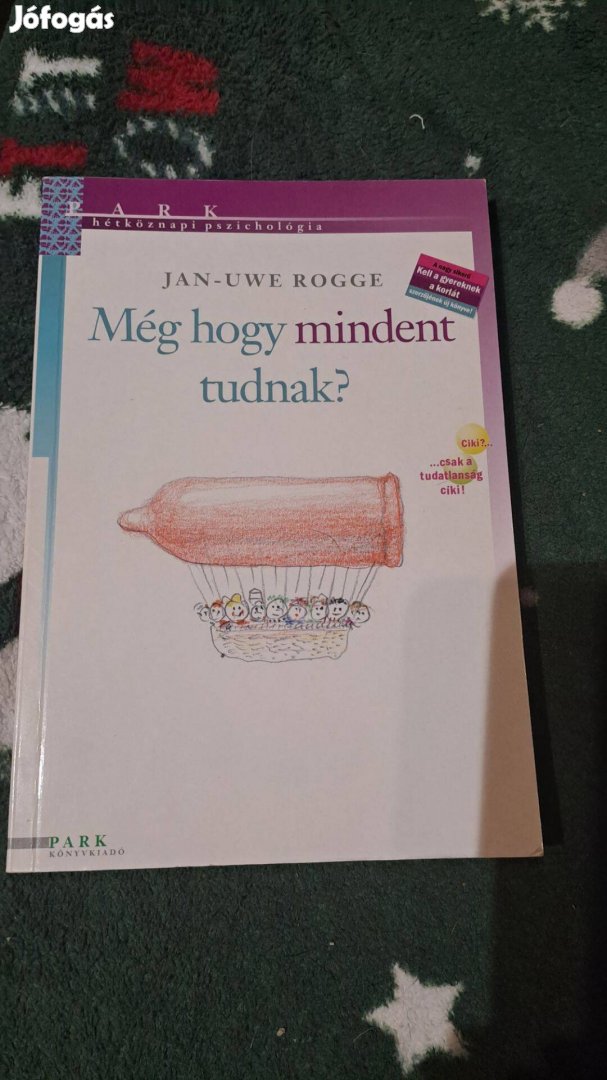 Jófogás
PARK
hétköznapi pszichológia
JAN-UWE ROGGE
A nagy sikerű
Kell a gyereknek
a korlát
szerzőjének új könyve!
Még hogy mindent
tudnak?
Ciki?...
...csak a
tudatlanság
ciki!
PARK
KÖNYVKIADÓ